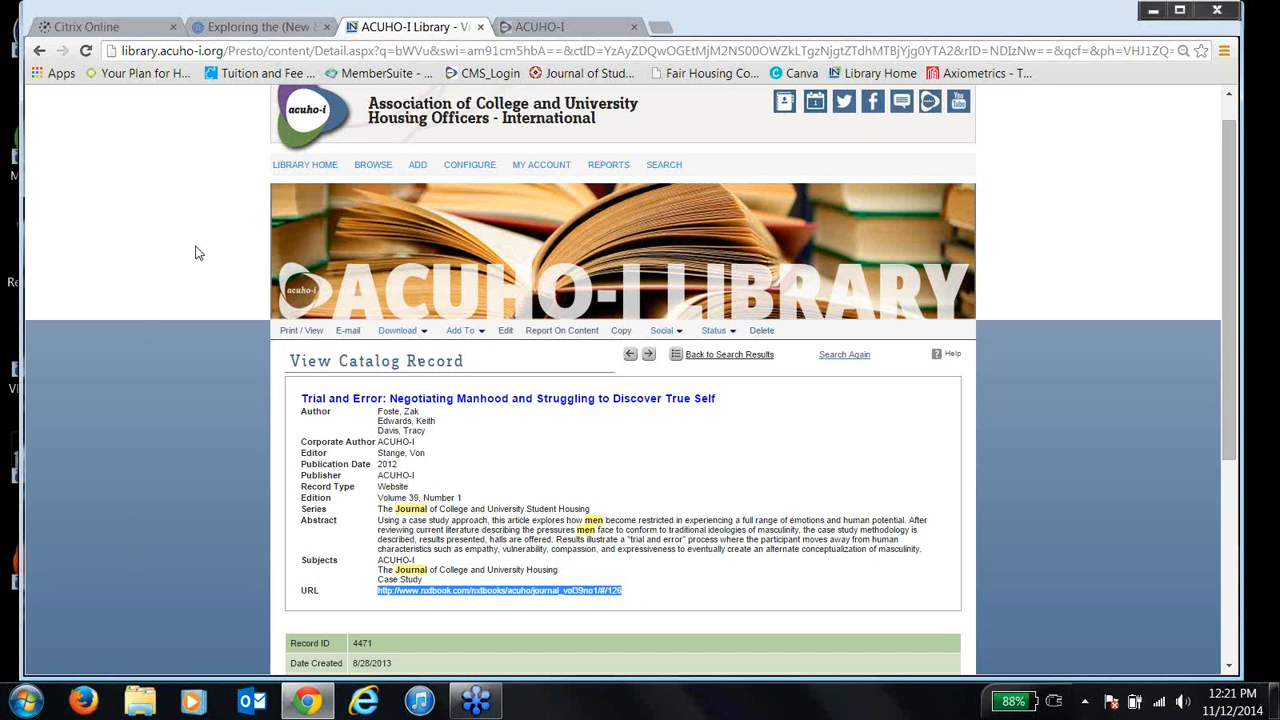 Citrix Online
Exploring the (New
ACUHO-I Library - Vi
ACUHO-I
library.acuho-i.org/Presto/content/Detail.aspx?q=bWVu&swi=am91cm5hbA==&ctID=YzAyZDQwOGEtMjM2NS00OWZkLTgzNjgtZTdhMTBjYjg0YTA2&rID=NDIzNw==&qcf=&ph=VHJ1ZQ=
Apps Your Plan for H... Tuition and Fee ... MemberSuite - ... CMS_Login Journal of Stud... Fair Housing Co... Canva Library Home Axiometrics - T...
acuho-i
Association of College and University
Housing Officers - International
You
Tube
LIBRARY HOME BROWSE ADD CONFIGURE MY ACCOUNT REPORTS SEARCH
acuho-i
ACUHO-I LIBRARY
Print / View E-mail Download Add To Edit Report On Content Copy Social Status Delete
View Catalog Record Back to Search Results Search Again ? Help
Trial and Error: Negotiating Manhood and Struggling to Discover True Self
Author Foste, Zak
Edwards, Keith
Davis, Tracy
Corporate Author ACUHO-I
Editor Stange, Von
Publication Date 2012
Publisher ACUHO-I
Record Type Website
Edition Volume 39, Number 1
Series The Journal of College and University Student Housing
Abstract Using a case study approach, this article explores how men become restricted in experiencing a full range of emotions and human potential. After
reviewing current literature describing the pressures men face to conform to traditional ideologies of masculinity, the case study methodology is
described, results presented, halls are offered. Results illustrate a "trial and error" process where the participant moves away from human
characteristics such as empathy, vulnerability, compassion, and expressiveness to eventually create an alternate conceptualization of masculinity.
Subjects ACUHO-I
The Journal of College and University Housing
Case Study
URL http://www.nxtbook.com/nxtbooks/acuho/journal_vol39no1/#/126
Record ID 4471
Date Created 8/28/2013
88%
12:21 PM
11/12/2014